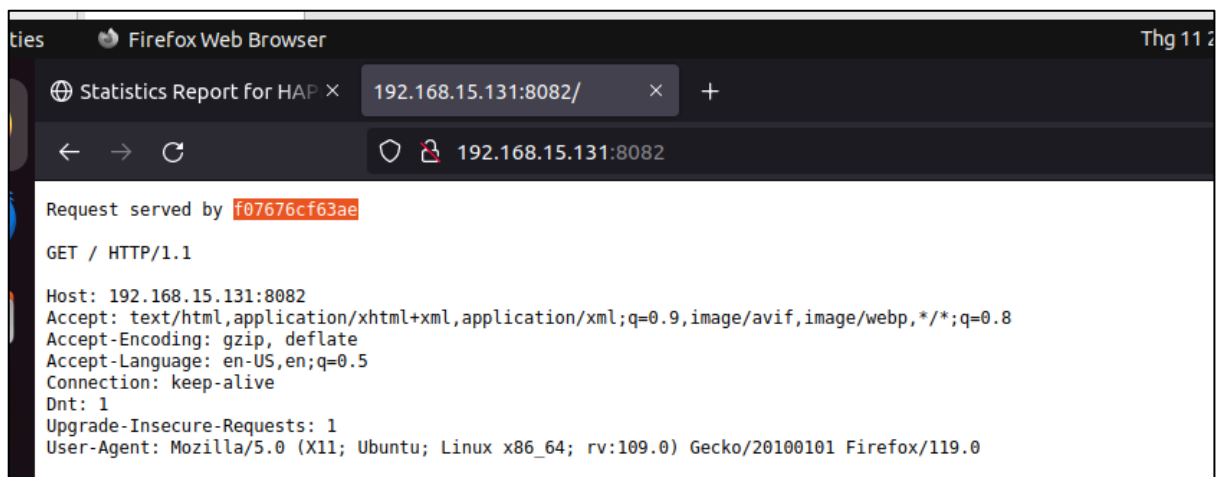 ties Firefox Web Browser Thg 11 2
Statistics Report for HAP × 192.168.15.131:8082/ × +
192.168.15.131:8082
Request served by f07676cf63ae
GET / HTTP/1.1
Host: 192.168.15.131:8082
Accept: text/html,application/xhtml+xml,application/xml;q=0.9,image/avif,image/webp,*/*;q=0.8
Accept-Encoding: gzip, deflate
Accept-Language: en-US,en;q=0.5
Connection: keep-alive
Dnt: 1
Upgrade-Insecure-Requests: 1
User-Agent: Mozilla/5.0 (X11; Ubuntu; Linux x86_64; rv:109.0) Gecko/20100101 Firefox/119.0